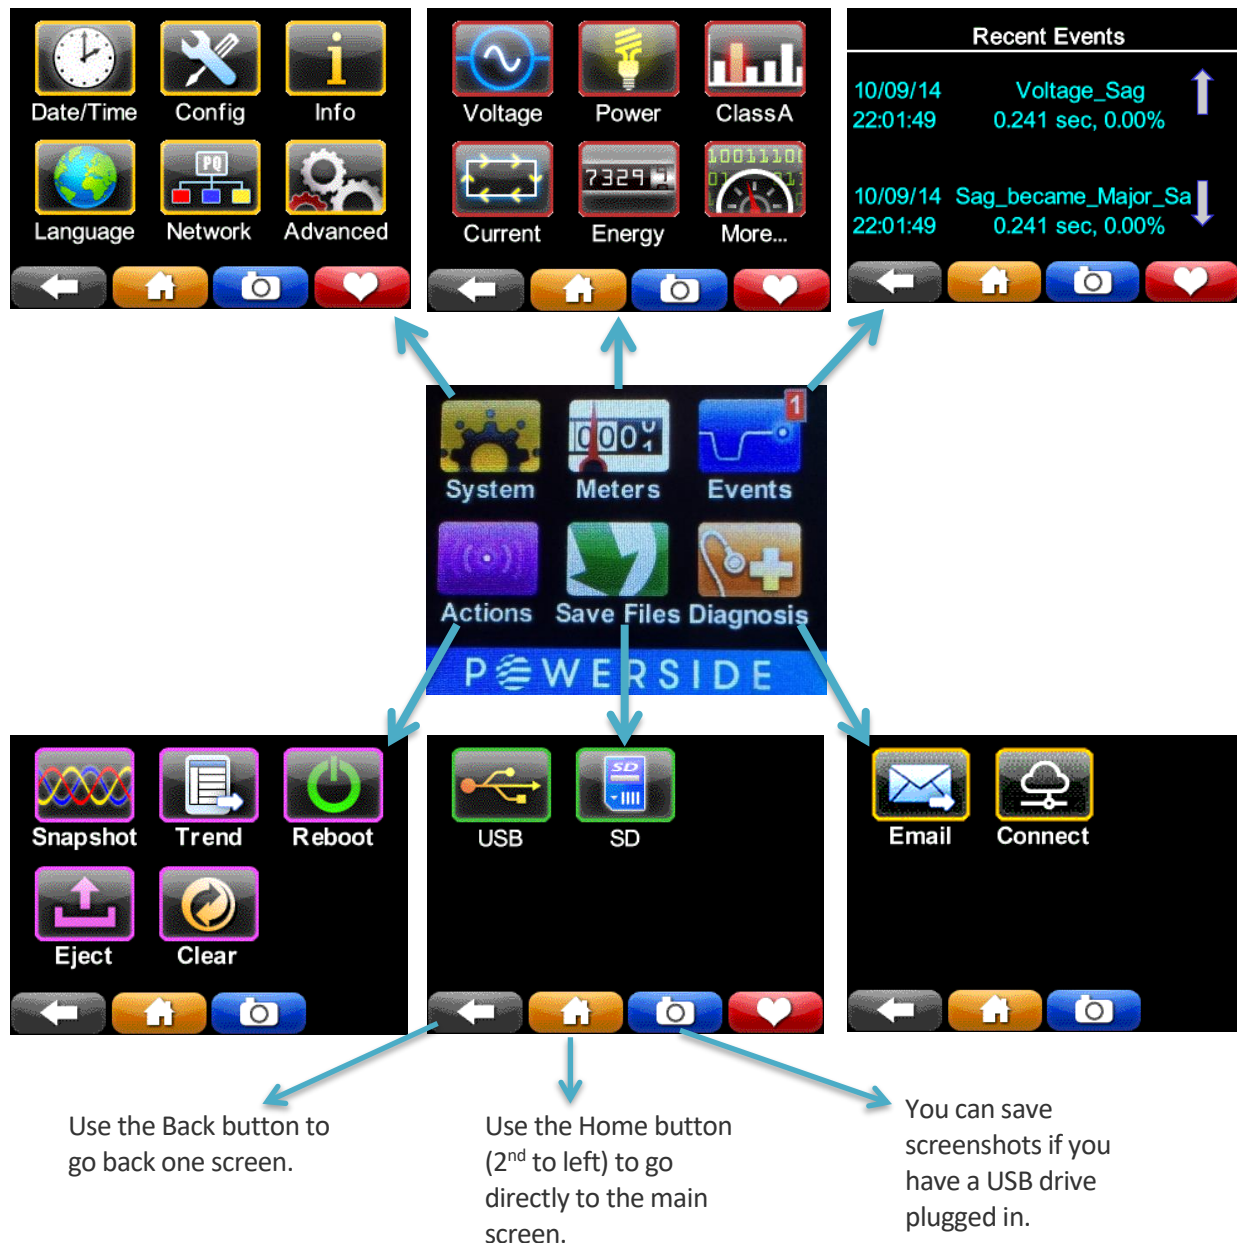 Date/Time Config Info
Language Network Advanced
Voltage Power ClassA
7329
Current Energy More...
Recent Events
10/09/14 Voltage_Sag
22:01:49 0.241 sec, 0.00%
10/09/14 Sag_became_Major_Sa
22:01:49 0.241 sec, 0.00%
PQ
1
System Meters Events
Actions Save Files Diagnosis
POWERSIDE
Snapshot Trend Reboot
Eject Clear
SD
USB SD
Email Connect
Use the Back button to
go back one screen.
Use the Home button
(2nd to left) to go
directly to the main
screen.
You can save
screenshots if you
have a USB drive
plugged in.